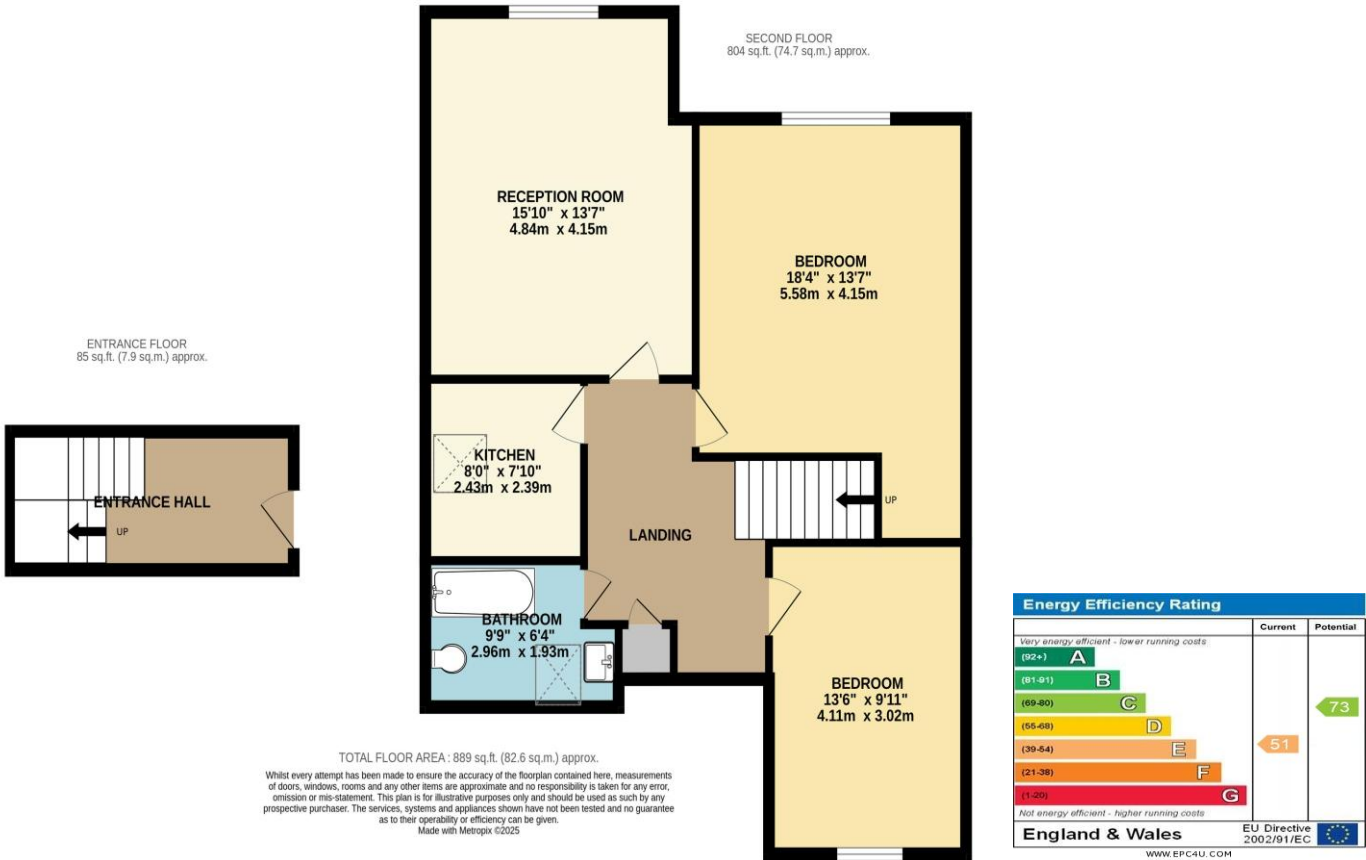 SECOND FLOOR
804 sq.ft. (74.7 sq.m.) approx.
RECEPTION ROOM
15'10" x 13'7"
4.84m x 4.15m
BEDROOM
18'4" x 13'7"
5.58m x 4.15m
ENTRANCE FLOOR
85 sq.ft. (7.9 sq.m.) approx.
ENTRANCE HALL
UP
KITCHEN
8'0" x 7'10"
2.43m x 2.39m
UP
LANDING
BATHROOM
9'9" x 6'4"
2.96m x 1.93m
BEDROOM
13'6" x 9'11"
4.11m x 3.02m
TOTAL FLOOR AREA : 889 sq.ft. (82.6 sq.m.) approx.
Whilst every attempt has been made to ensure the accuracy of the floorplan contained here, measurements
of doors, windows, rooms and any other items are approximate and no responsibility is taken for any error,
omission or mis-statement. This plan is for illustrative purposes only and should be used as such by any
prospective purchaser. The services, systems and appliances shown have not been tested and no guarantee
as to their operability or efficiency can be given.
Made with Metropix ©2025
Energy Efficiency Rating
Current Potential
Very energy efficient - lower running costs
(92+) A
(81-91) B
(69-80) C
73
(55-68) D
(39-54) E
51
(21-38) F
(1-20) G
Not energy efficient - higher running costs
England & Wales
EU Directive
2002/91/EC
WWW.EPC4U.COM